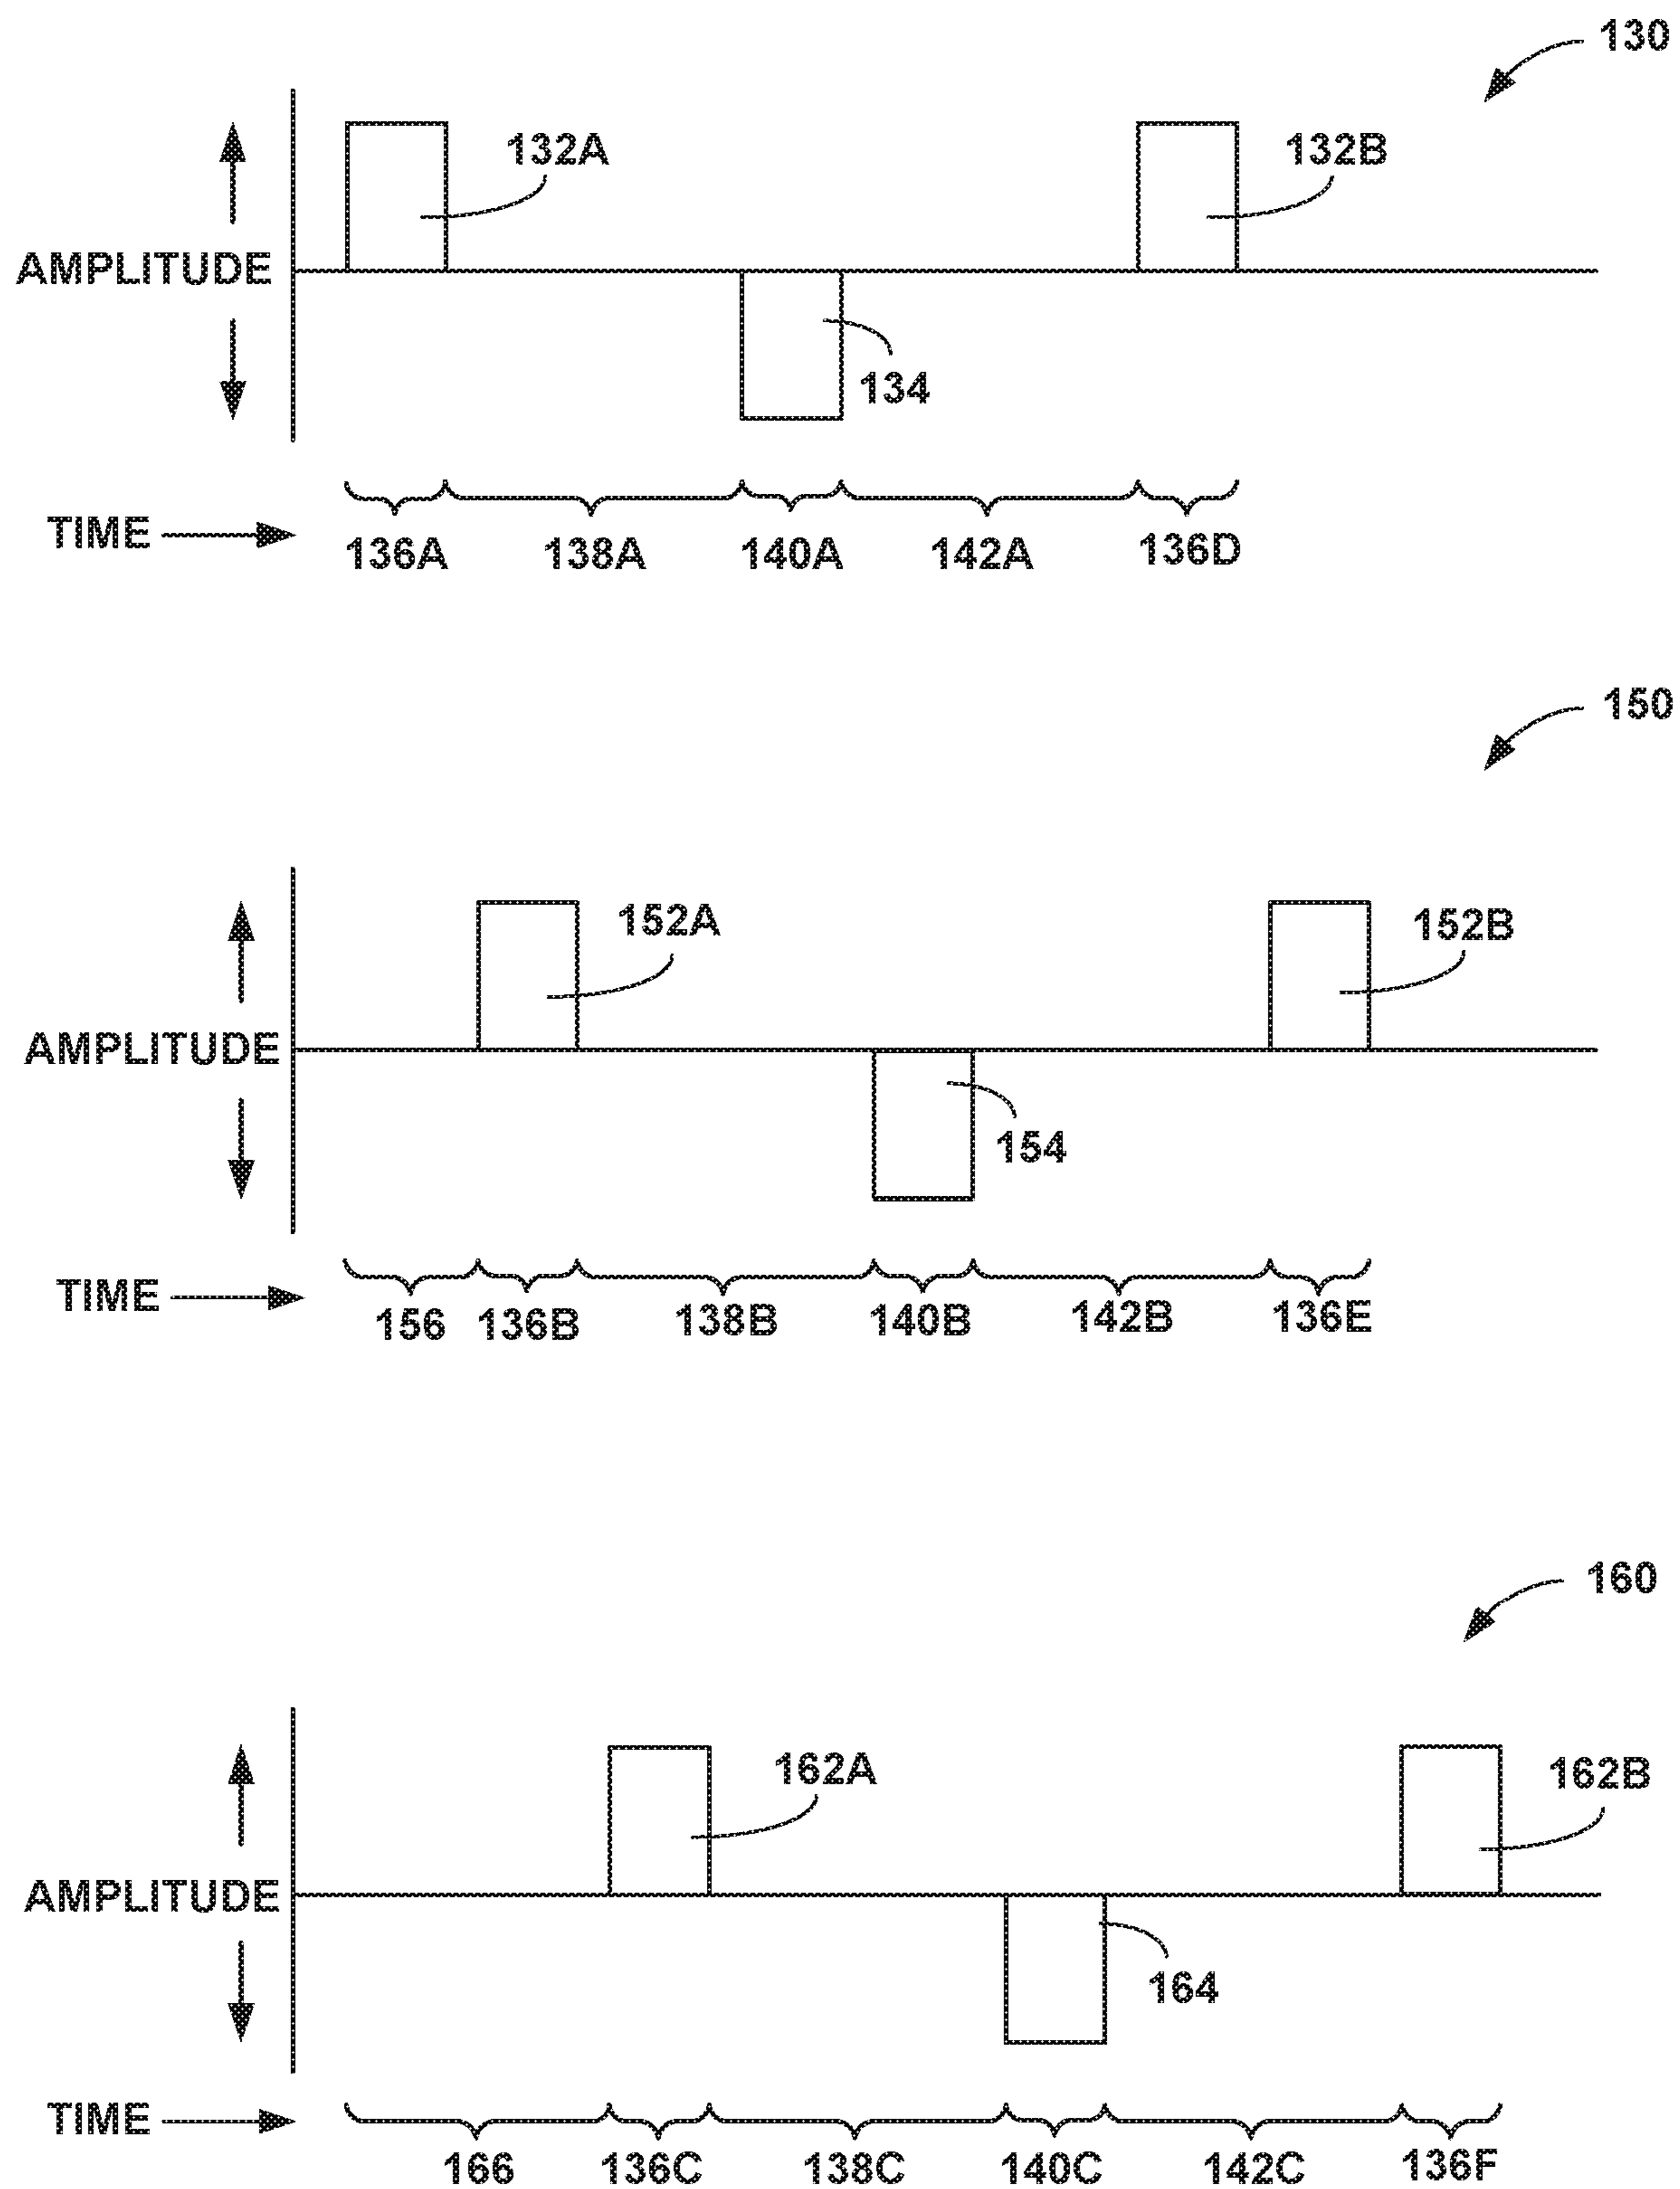 130
132A
132B
AMPLITUDE
134
TIME
136A 138A 140A 142A 136D
150
152A
152B
AMPLITUDE
154
TIME
156 136B 138B 140B 142B 136E
160
162A
162B
AMPLITUDE
164
TIME
166 136C 138C 140C 142C 136F